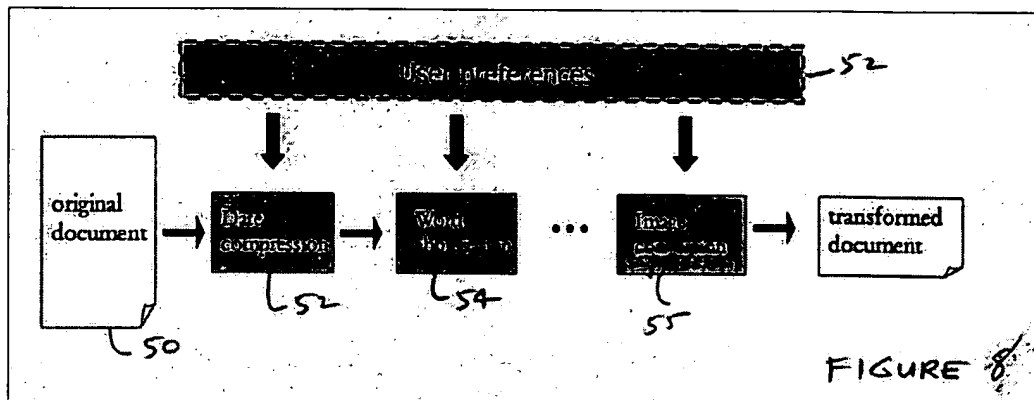 User preferences
52
original
document
Date
compression
Word
...
Image
transformed
document
52
54
55
50
FIGURE 8